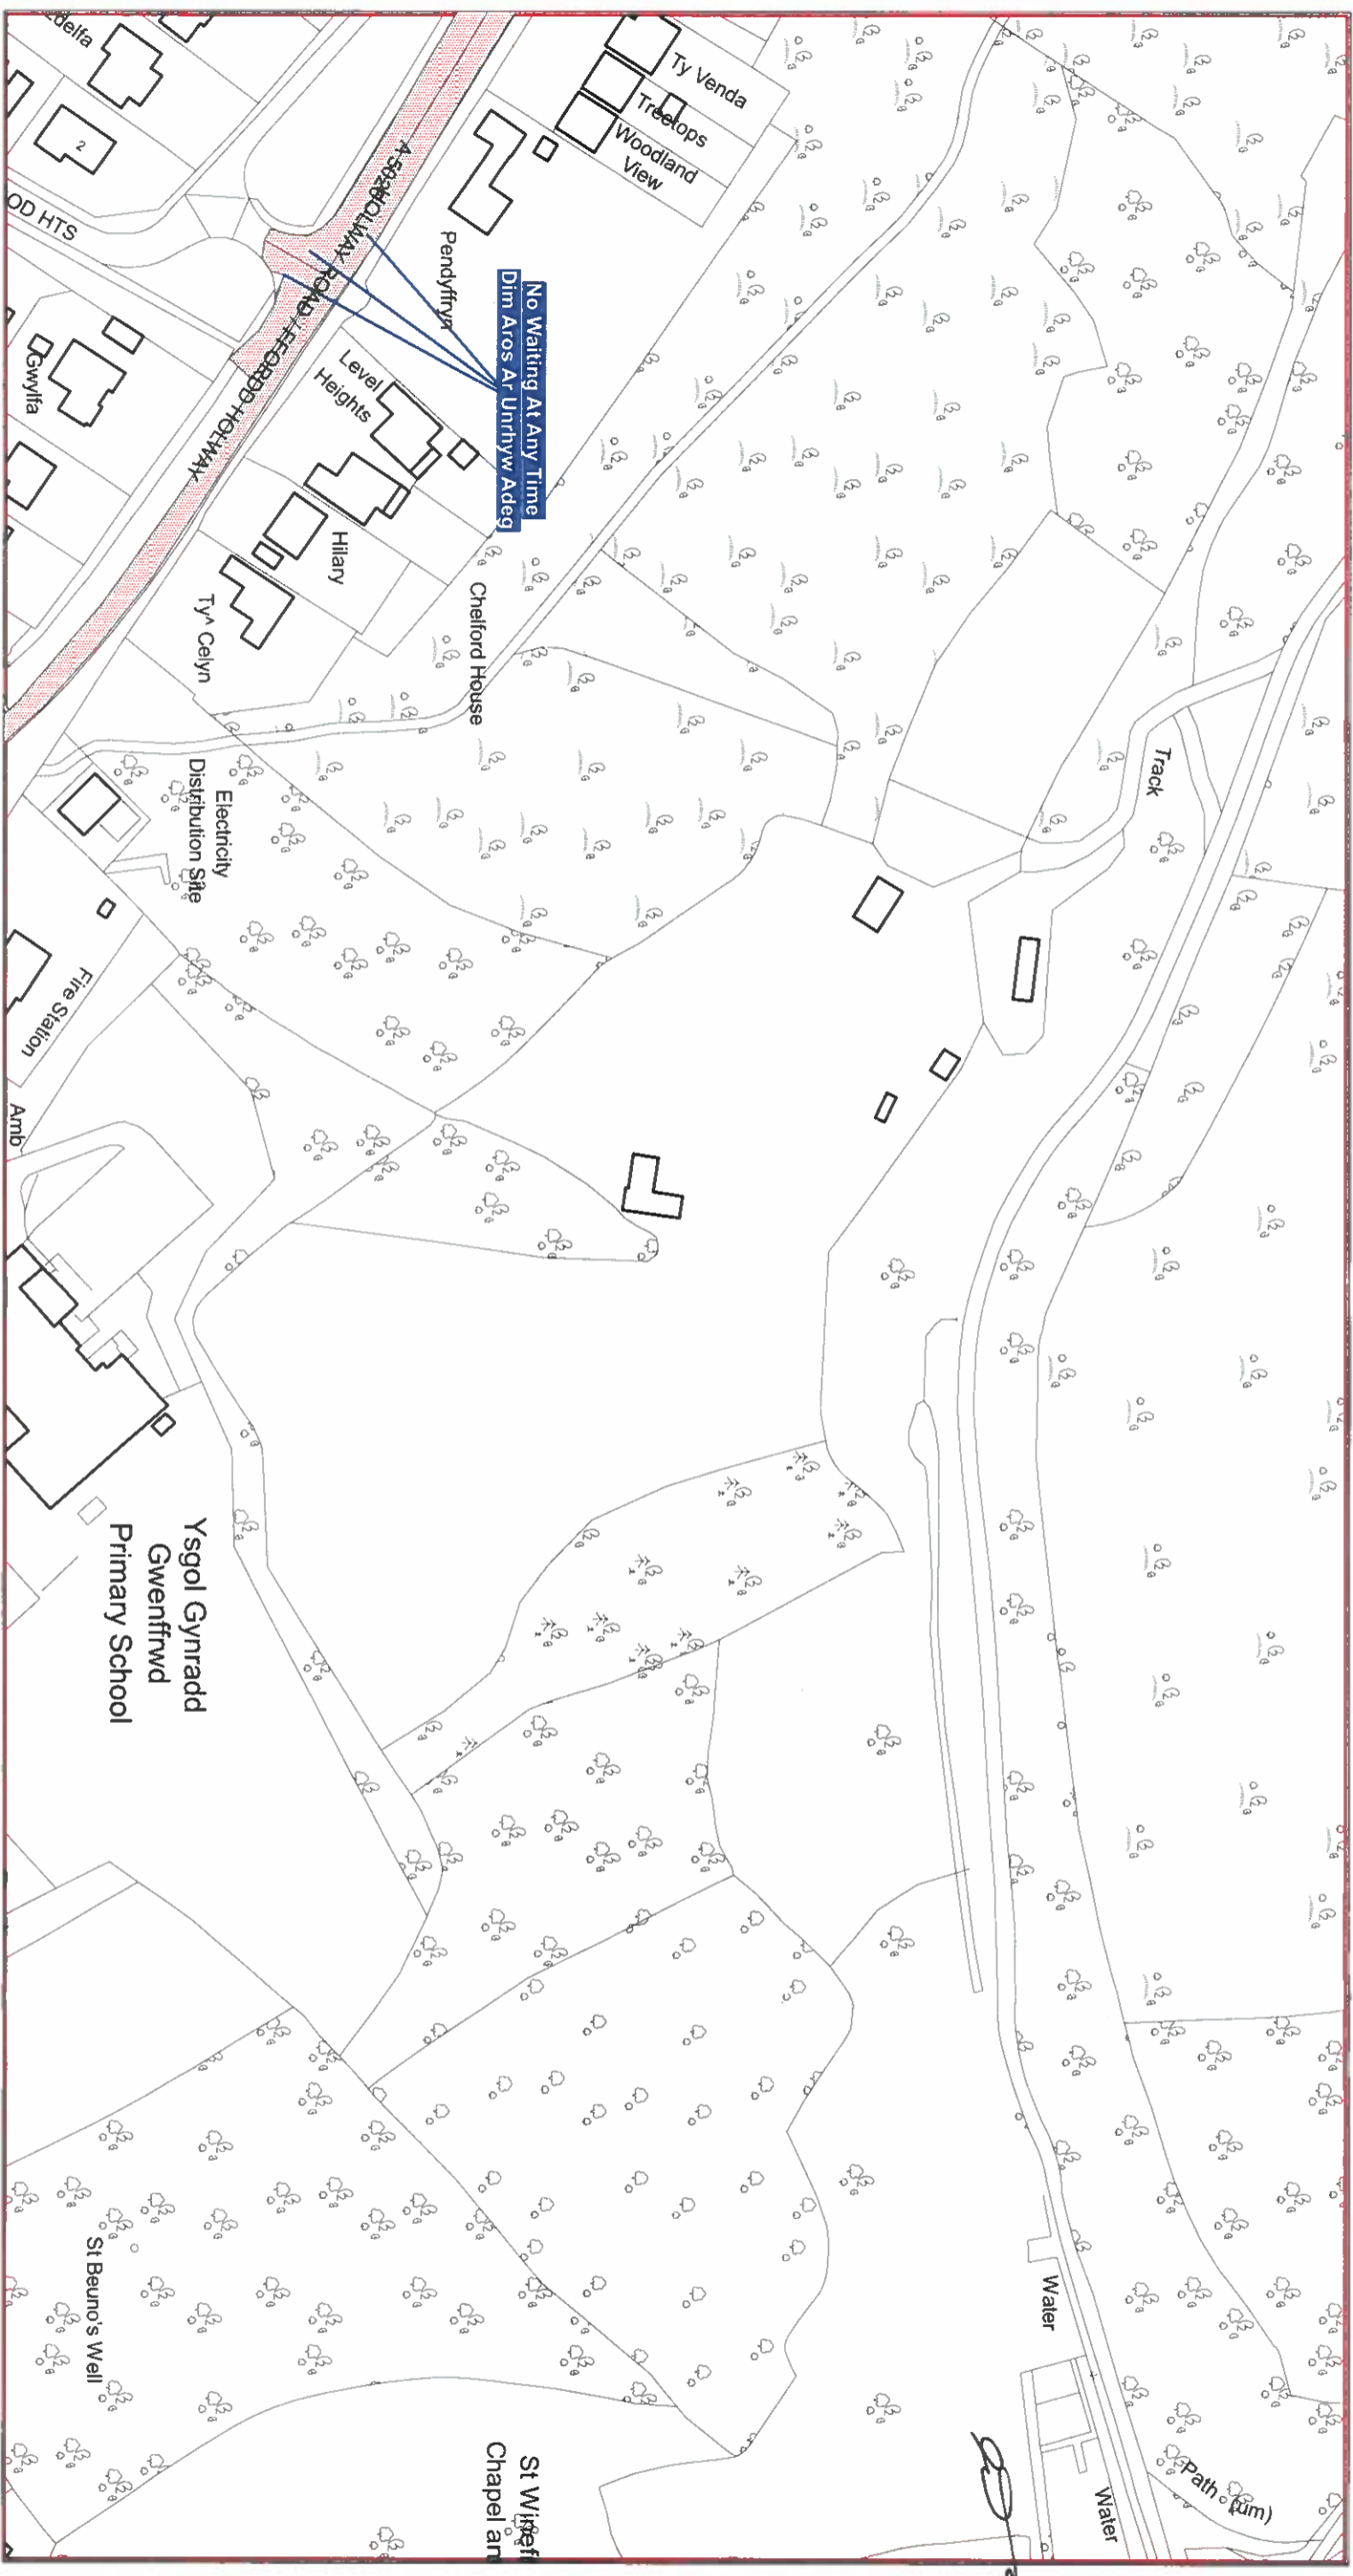 Ty Venda
Treetops
Woodland
View
Pendyffryn
No Waiting At Any Time
Dim Aros Ar Unrhyw Adeg
2
OD HTS
Gwylfa
HOLWAY ROAD / FFORDD HOLWAY
Level
Heights
Hilary
Ty^ Celyn
Chelford House
Track
Electricity
Distribution Site
Fire Station
Amb
Ysgol Gynradd
Gwenffrwd
Primary School
St Beuno's Well
St Winef
Chapel an
Water
Water
Path (um)